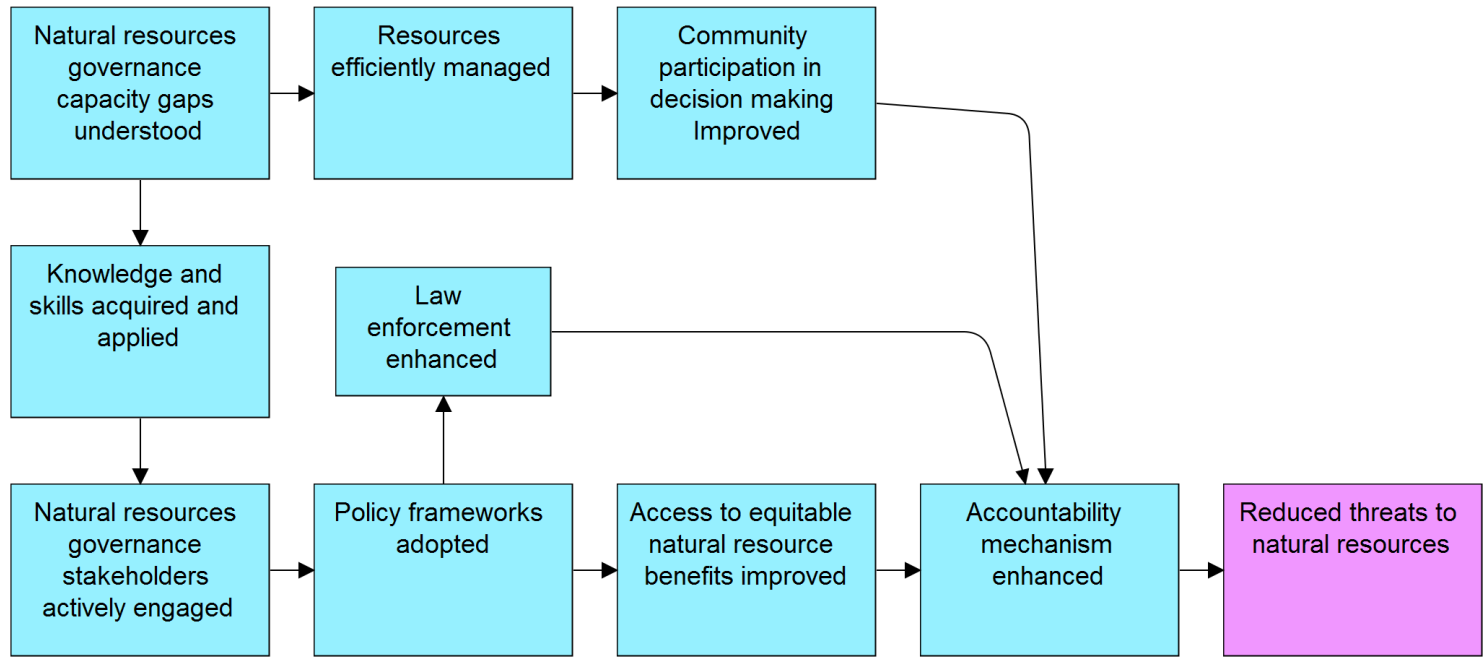 Natural resources
governance
capacity gaps
understood
Resources
efficiently managed
Community
participation in
decision making
Improved
Knowledge and
skills acquired and
applied
Law
enforcement
enhanced
Natural resources
governance
stakeholders
actively engaged
Policy frameworks
adopted
Access to equitable
natural resource
benefits improved
Accountability
mechanism
enhanced
Reduced threats to
natural resources